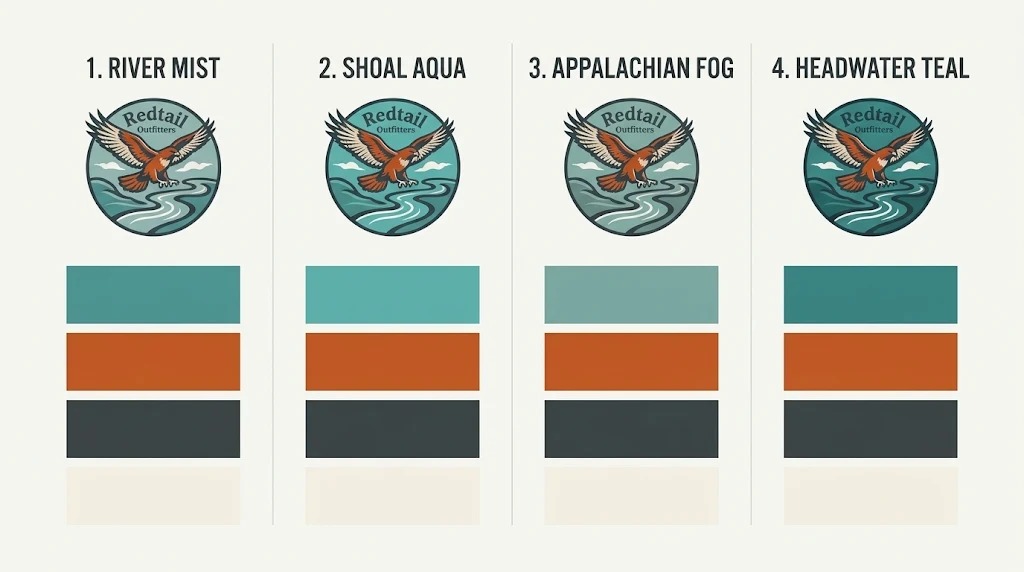 1. RIVER MIST
Redtail
Outfitters
2. SHOAL AQUA
Redtail
Outfitters
3. APPALACHIAN FOG
Redtail
Outfitters
4. HEADWATER TEAL
Redtail
Outfitters